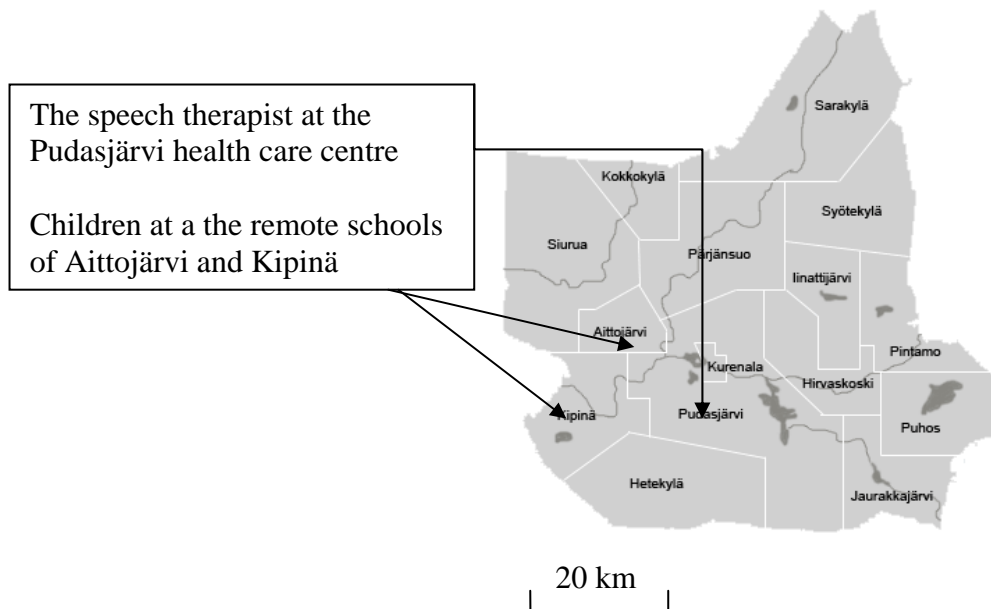 The speech therapist at the
Pudasjärvi health care centre
Children at a the remote schools
of Aittojärvi and Kipinä
Sarakylä
Kokkokylä
Syötekylä
Siurua
Pärjänsuo
Iinattijärvi
Aittojärvi
Pintamo
Kurenala
Hirvaskoski
Kipinä
Pudasjärvi
Puhos
Hetekylä
Jaurakkajärvi
20 km